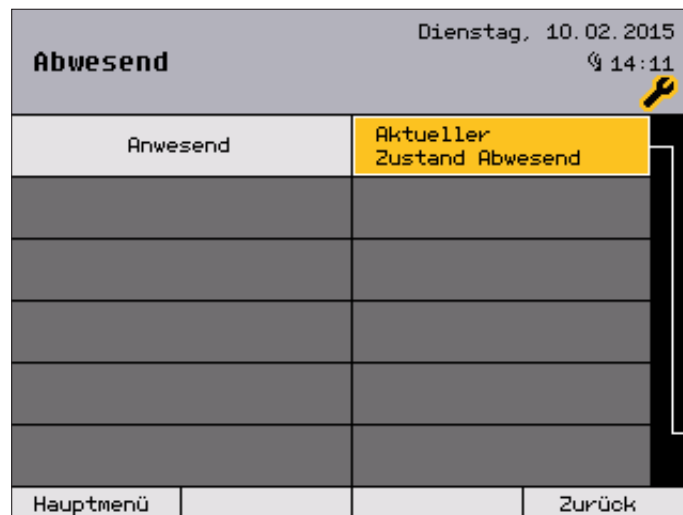 Dienstag, 10.02.2015
Abwesend
14:11
Anwesend
Aktueller
Zustand Abwesend
Hauptmenü
Zurück